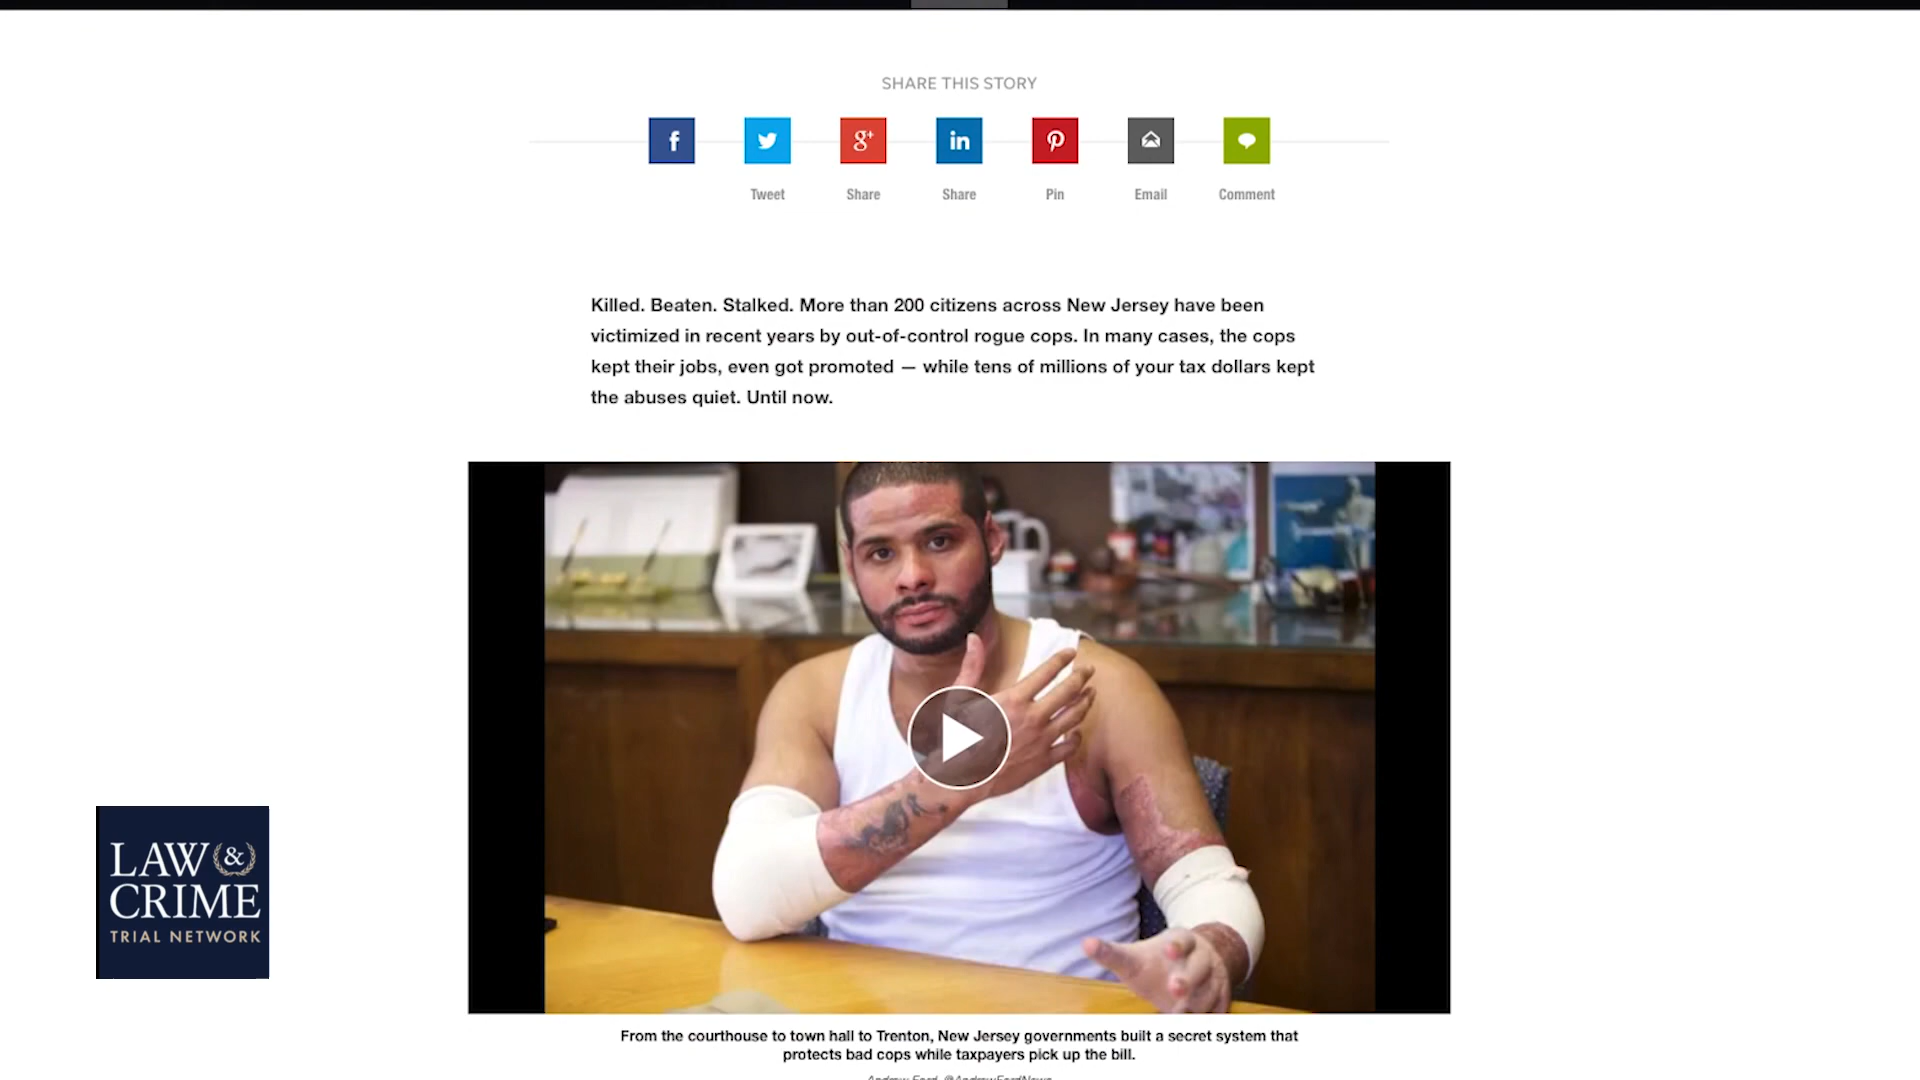 SHARE THIS STORY
Tweet
Share
Share
Pin
Email
Comment
Killed. Beaten. Stalked. More than 200 citizens across New Jersey have been
victimized in recent years by out-of-control rogue cops. In many cases, the cops
kept their jobs, even got promoted — while tens of millions of your tax dollars kept
the abuses quiet. Until now.
LAW &
CRIME
TRIAL NETWORK
From the courthouse to town hall to Trenton, New Jersey governments built a secret system that
protects bad cops while taxpayers pick up the bill.